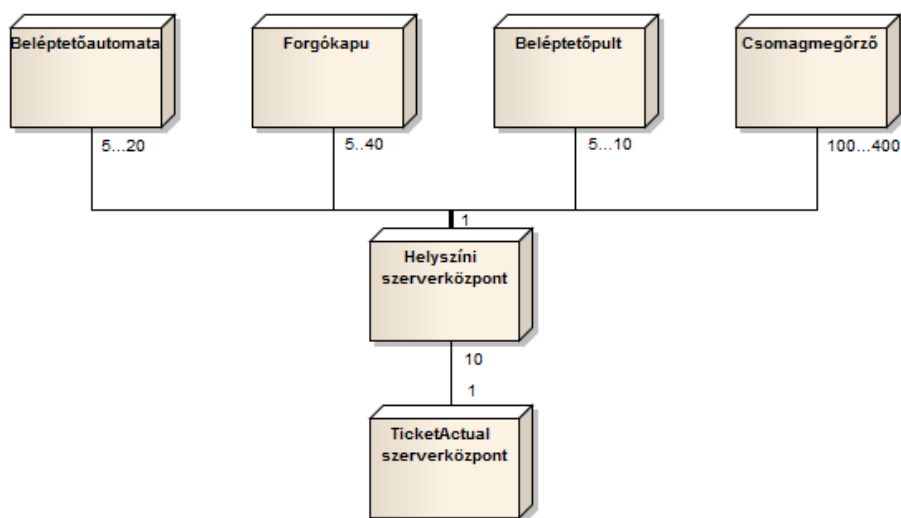 Beléptetőautomata
Forgókapu
Beléptetőpult
Csomagmegőrző
5...20
5..40
5...10
100...400
1
Helyszíni
szerverközpont
10
1
TicketActual
szerverközpont